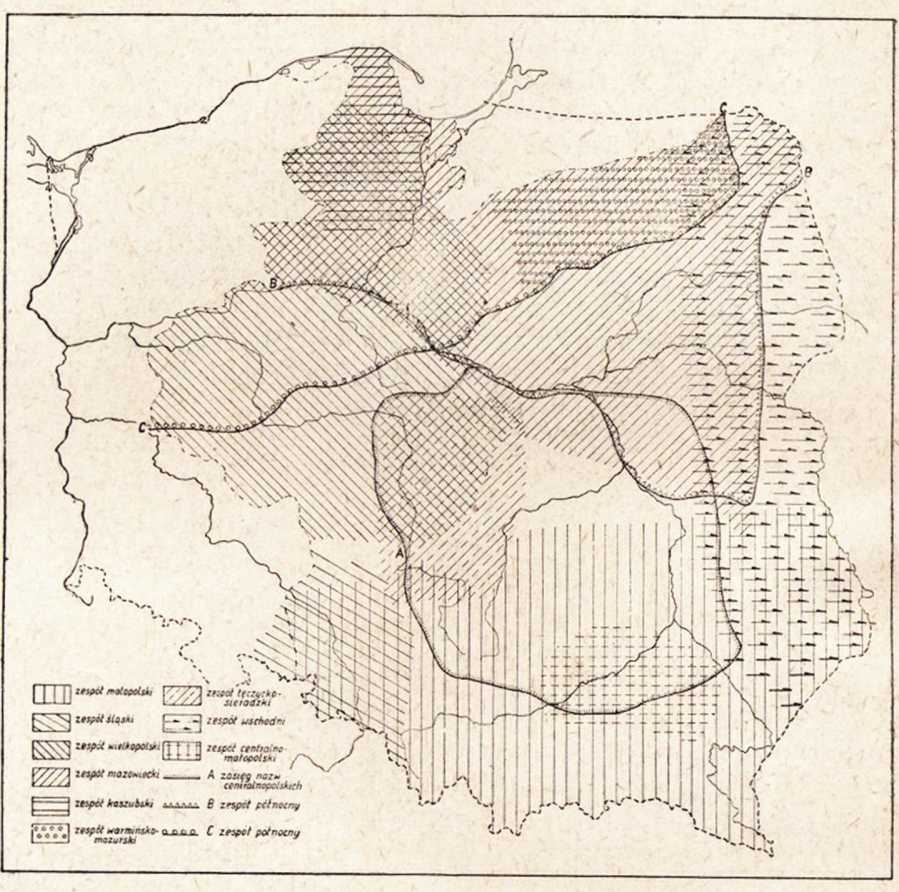 C
B
B
C
A
zespół małopolski
zespół śląski
zespół wielkopolski
zespół mazowiecki
zespół kaszubski
zespół warmińsko-
mazurski
zespół łęczycko-
sieradzki
zespół wschodni
zespół centralno-
małopolski
A zasięg nazw
centralnopolskich
B zespół północny
C zespół północny